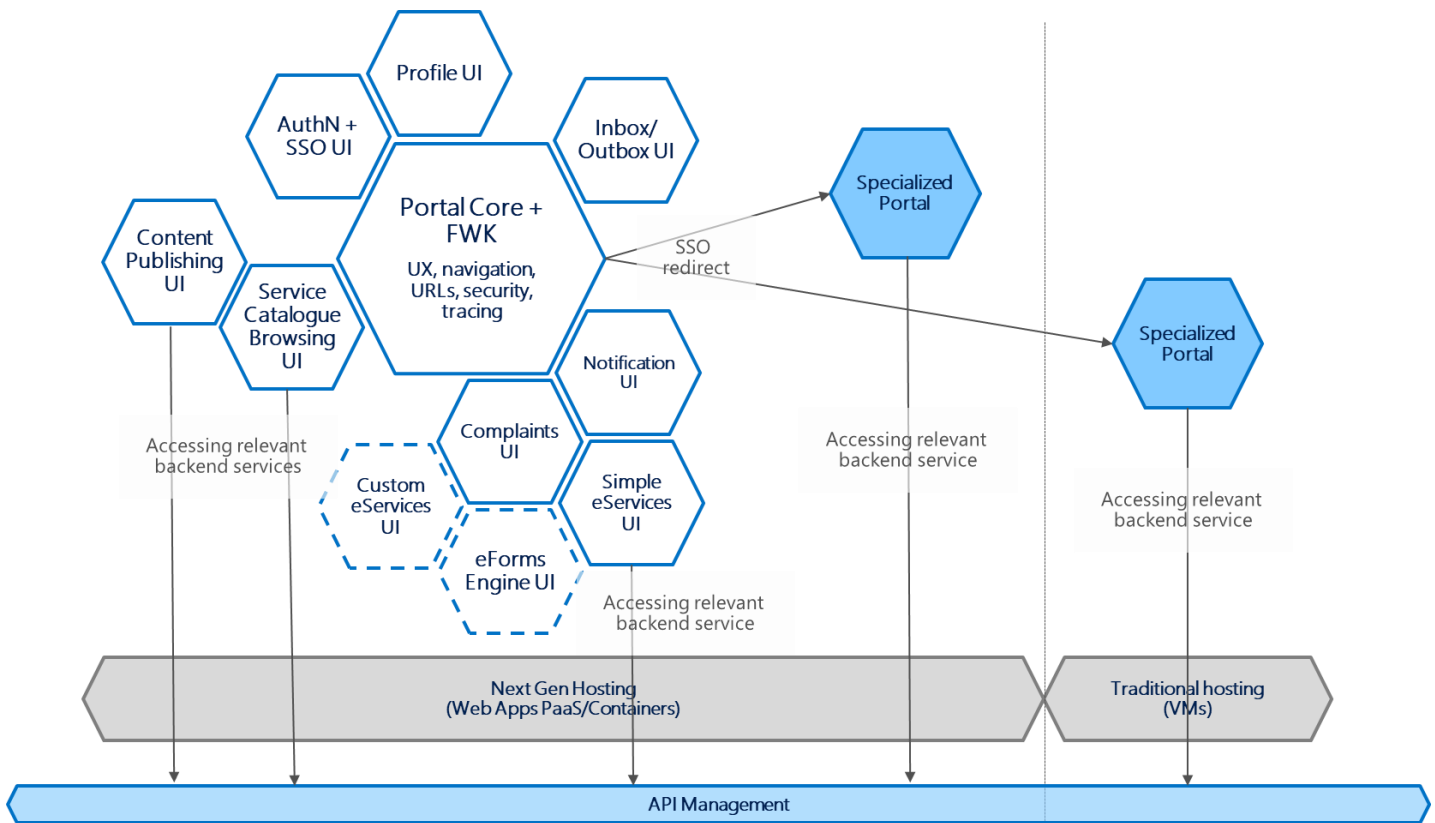 Profile UI
AuthN +
SSO UI
Inbox/
Outbox UI
Portal Core +
FWK
UX, navigation,
URLs, security,
tracing
Content
Publishing
UI
Service
Catalogue
Browsing
UI
SSO
redirect
Specialized
Portal
Specialized
Portal
Notification
UI
Complaints
UI
Custom
eServices
UI
Simple
eServices
UI
eForms
Engine UI
Accessing relevant
backend services
Accessing relevant
backend service
Accessing relevant
backend service
Accessing relevant
backend service
Next Gen Hosting
(Web Apps PaaS/Containers)
Traditional hosting
(VMs)
API Management